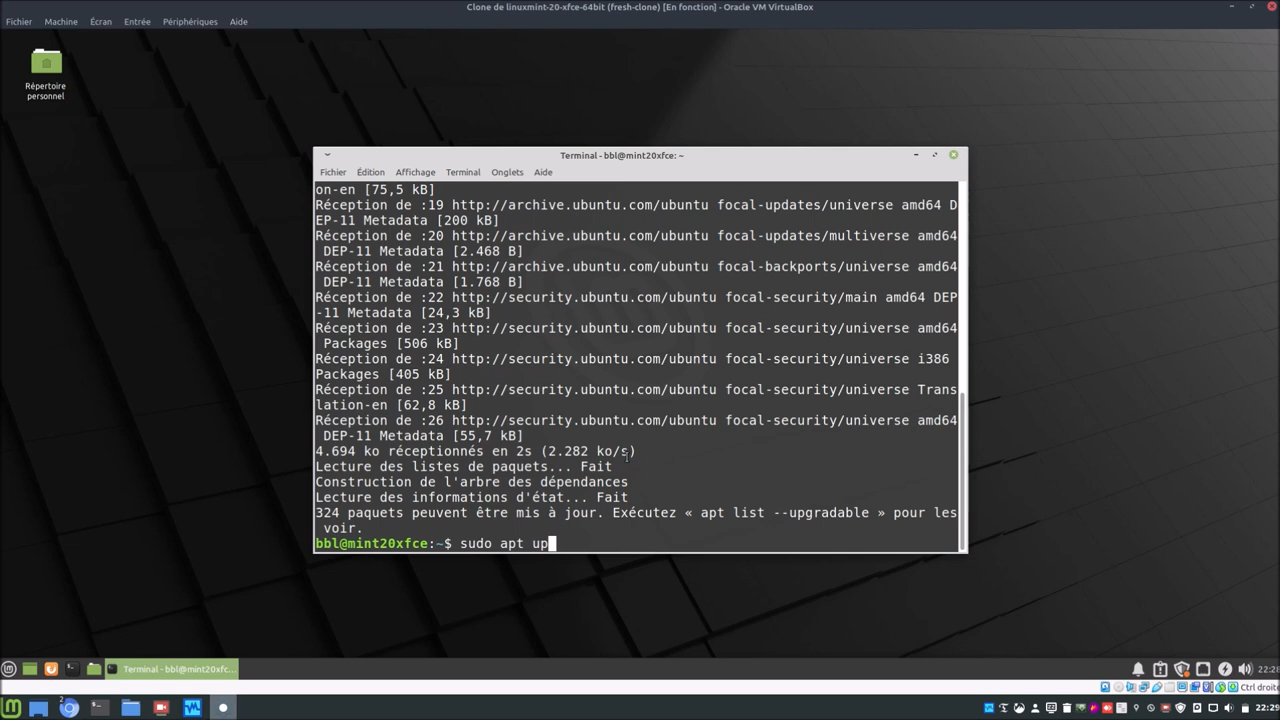 Clone de linuxmint-20-xfce-64bit (fresh-clone) [En fonction] - Oracle VM VirtualBox
Fichier Machine Écran Entrée Périphériques Aide
Répertoire
personnel
Terminal - bbl@mint20xfce: ~
Fichier Édition Affichage Terminal Onglets Aide
on-en [75,5 kB]
Réception de :19 http://archive.ubuntu.com/ubuntu focal-updates/universe amd64 D
EP-11 Metadata [200 kB]
Réception de :20 http://archive.ubuntu.com/ubuntu focal-updates/multiverse amd64
DEP-11 Metadata [2.468 B]
Réception de :21 http://archive.ubuntu.com/ubuntu focal-backports/universe amd64
DEP-11 Metadata [1.768 B]
Réception de :22 http://security.ubuntu.com/ubuntu focal-security/main amd64 DEP
-11 Metadata [24,3 kB]
Réception de :23 http://security.ubuntu.com/ubuntu focal-security/universe amd64
Packages [506 kB]
Réception de :24 http://security.ubuntu.com/ubuntu focal-security/universe i386
Packages [405 kB]
Réception de :25 http://security.ubuntu.com/ubuntu focal-security/universe Trans
lation-en [62,8 kB]
Réception de :26 http://security.ubuntu.com/ubuntu focal-security/universe amd64
DEP-11 Metadata [55,7 kB]
4.694 ko réceptionnés en 2s (2.282 ko/s)
Lecture des listes de paquets... Fait
Construction de l'arbre des dépendances
Lecture des informations d'état... Fait
324 paquets peuvent être mis à jour. Exécutez « apt list --upgradable » pour les
voir.
bbl@mint20xfce:~$ sudo apt up
Terminal - bbl@mint20xfc...
22:28
Ctrl droite
2
22:29